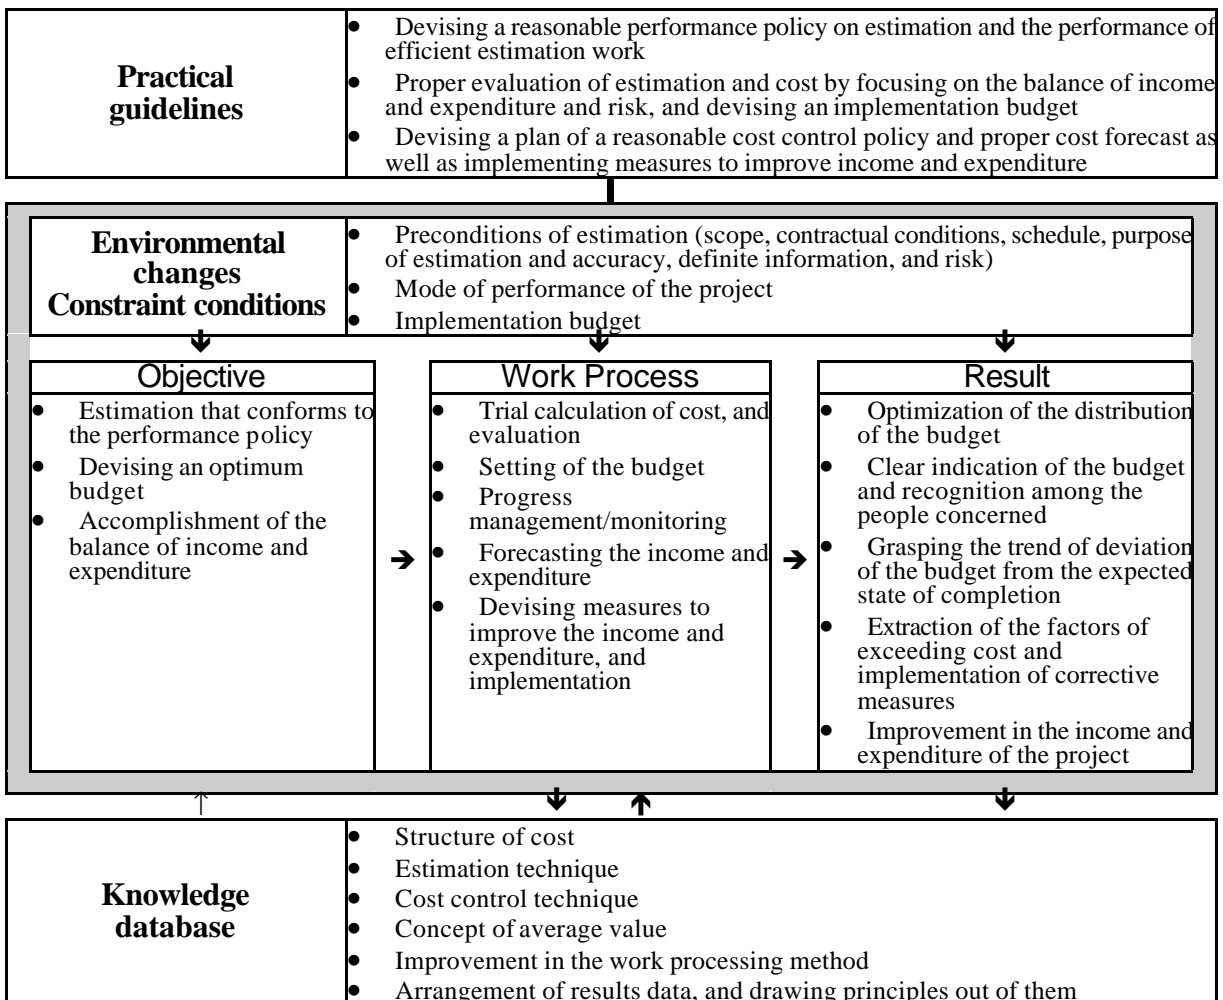 Practical
guidelines
● Devising a reasonable performance policy on estimation and the performance of
efficient estimation work
● Proper evaluation of estimation and cost by focusing on the balance of income
and expenditure and risk, and devising an implementation budget
● Devising a plan of a reasonable cost control policy and proper cost forecast as
well as implementing measures to improve income and expenditure
Environmental
changes
Constraint conditions
● Preconditions of estimation (scope, contractual conditions, schedule, purpose
of estimation and accuracy, definite information, and risk)
● Mode of performance of the project
● Implementation budget
Objective
● Estimation that conforms to
the performance policy
● Devising an optimum
budget
● Accomplishment of the
balance of income and
expenditure
Work Process
● Trial calculation of cost, and
evaluation
● Setting of the budget
● Progress
management/monitoring
● Forecasting the income and
expenditure
● Devising measures to
improve the income and
expenditure, and
implementation
Result
● Optimization of the distribution
of the budget
● Clear indication of the budget
and recognition among the
people concerned
● Grasping the trend of deviation
of the budget from the expected
state of completion
● Extraction of the factors of
exceeding cost and
implementation of corrective
measures
● Improvement in the income and
expenditure of the project
Knowledge
database
● Structure of cost
● Estimation technique
● Cost control technique
● Concept of average value
● Improvement in the work processing method
● Arrangement of results data, and drawing principles out of them